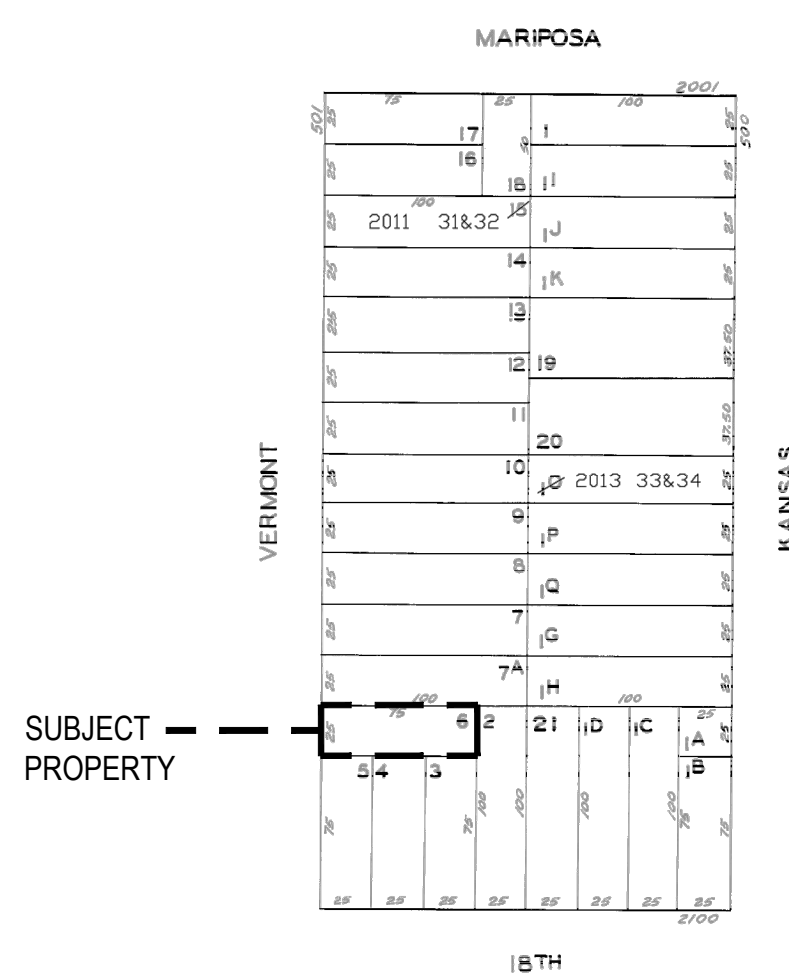 MARIPOSA
2001
75 25 100
501 25 17 50 1 25 500
25 16 18 1I 25
100
25 2011 31&32 15 1J 25
25 14 1K 25
25 13 37.50
25 12 19
25 11 20 37.50
25 10 1O 2013 33&34 25
25 9 1P 25
25 8 1Q 25
25 7 1G 25
25 7A 1H 25
100 100
VERMONT
KANSAS
SUBJECT
PROPERTY
75 25
25 6 2 21 1D 1C 1A 25
5 4 3 1B
100 100 100
75 75 75 75
25 25 25 25 25 25 25 25
2100
18TH